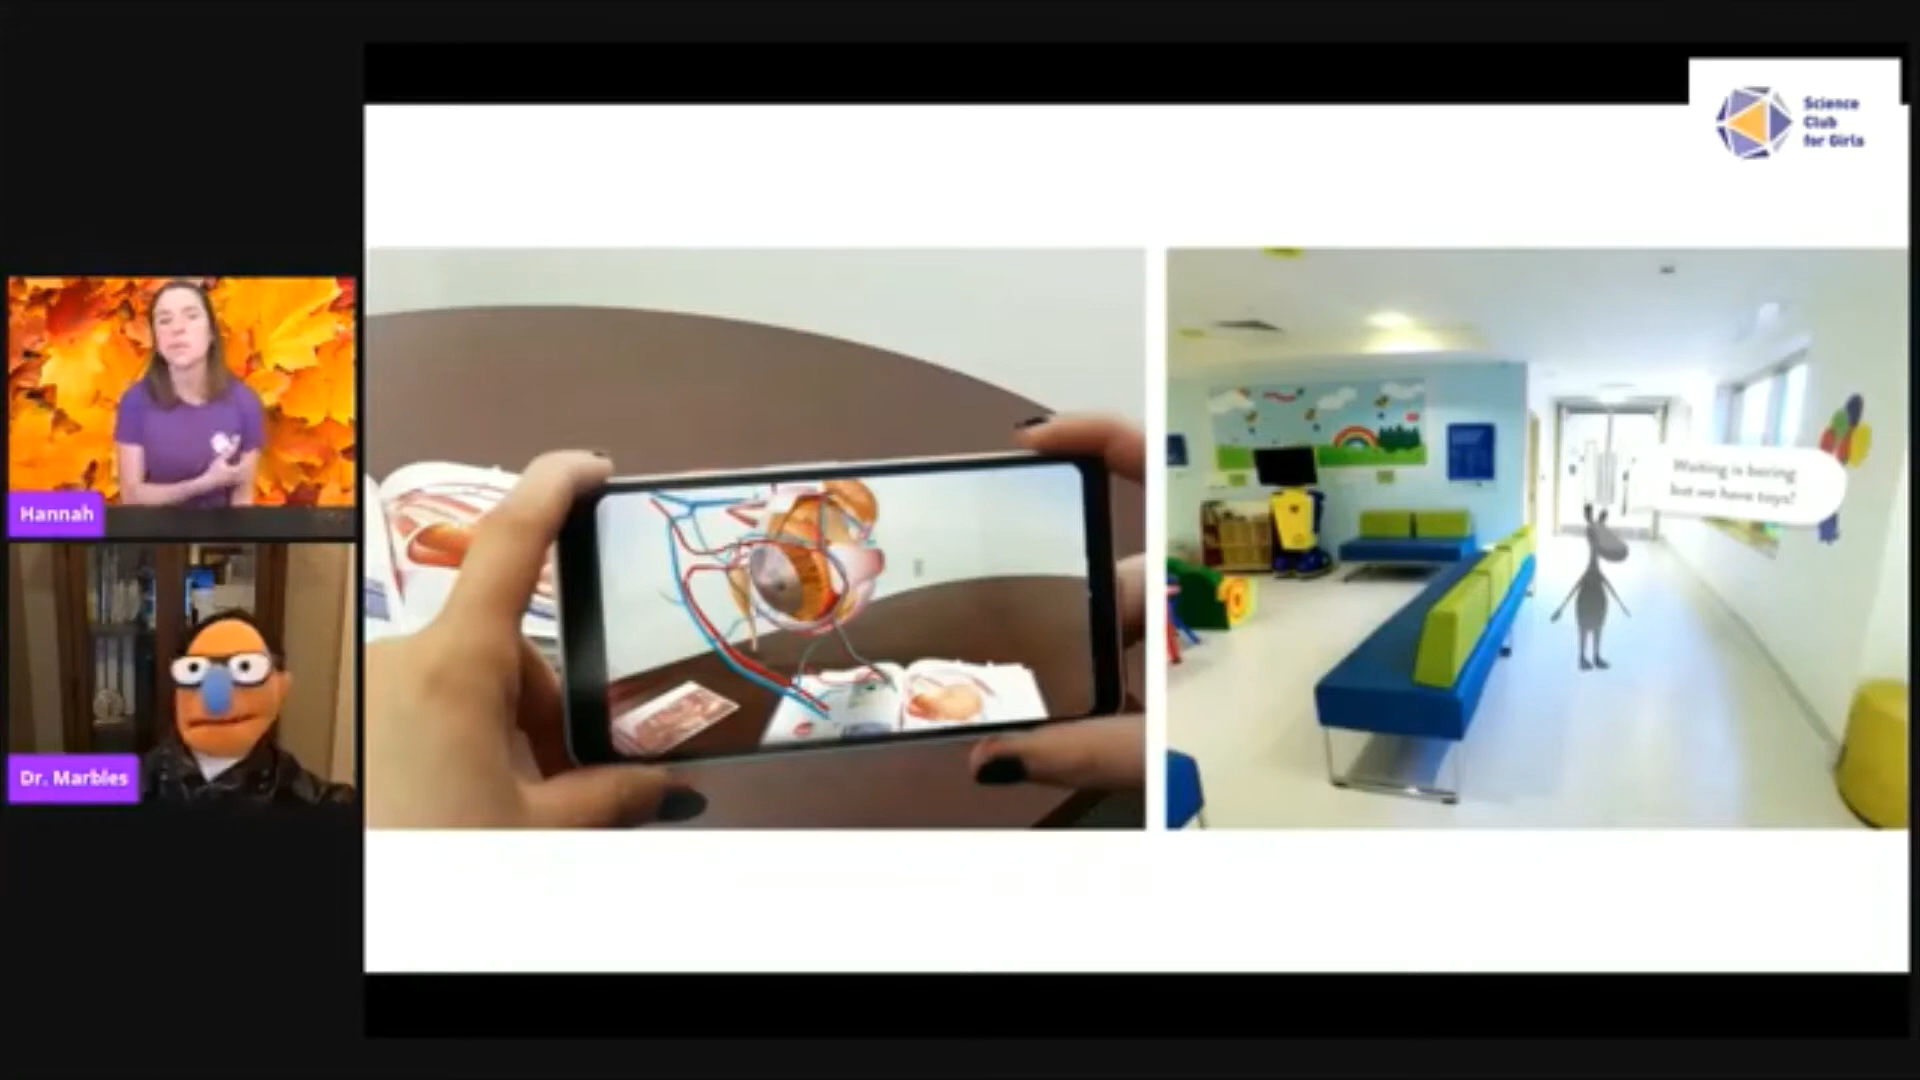 Science
Club
for Girls
Waiting is boring
but we have toys!
Hannah
Dr. Marbles